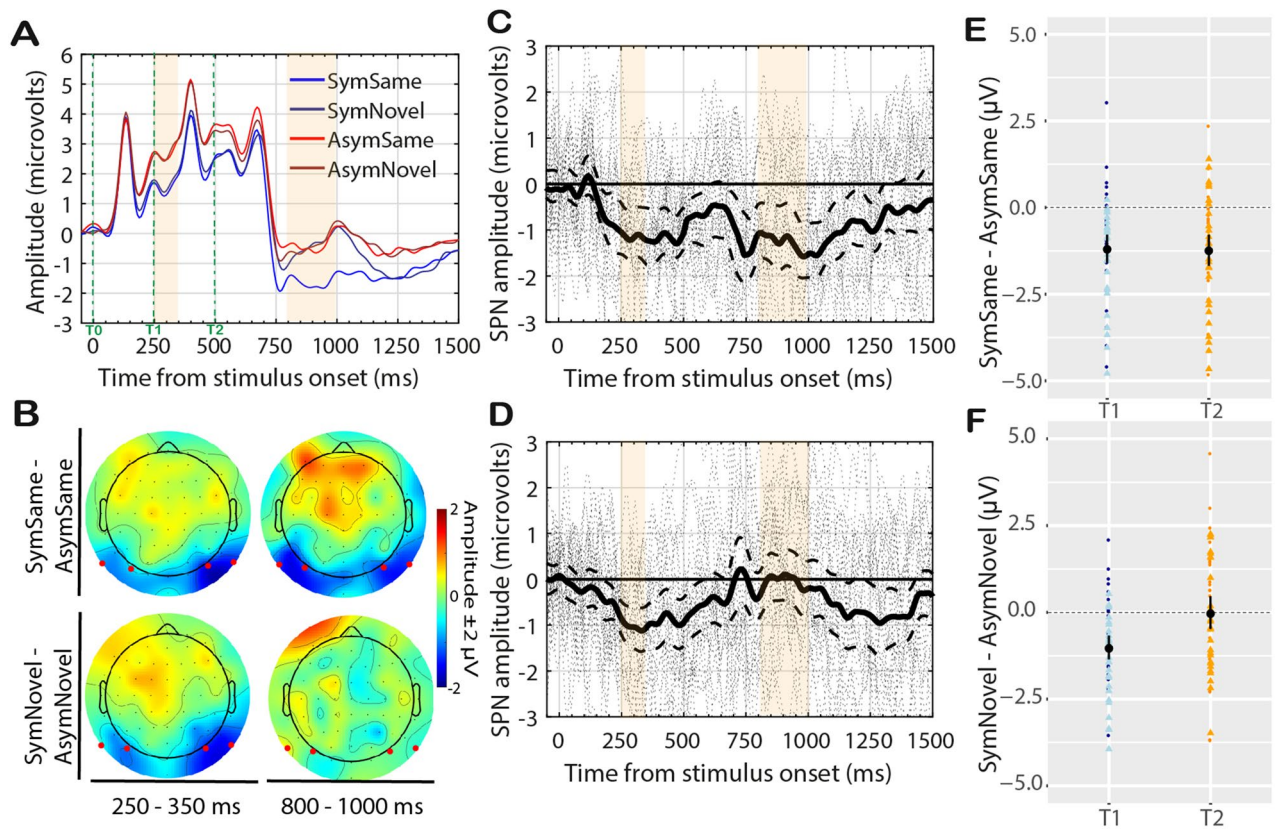 A
6
5
4
3
2
1
0
-1
-2
-3
Amplitude (microvolts)
SymSame
SymNovel
AsymSame
AsymNovel
T0
T1
T2
0
250
500
750
1000
1500
Time from stimulus onset (ms)
B
SymSame -
AsymSame
SymNovel -
AsymNovel
2
0
-2
Amplitude ±2 µV
250 - 350 ms
800 - 1000 ms
C
3
2
1
0
-1
-2
-3
SPN amplitude (microvolts)
0
250
500
750
1000
1250
1500
Time from stimulus onset (ms)
D
3
2
1
0
-1
-2
-3
SPN amplitude (microvolts)
0
250
500
750
1000
1250
1500
Time from stimulus onset (ms)
E
5.0
2.5
0.0
−2.5
−5.0
SymSame - AsymSame (µV)
T1
T2
F
5.0
2.5
0.0
−2.5
−5.0
SymNovel - AsymNovel (µV)
T1
T2